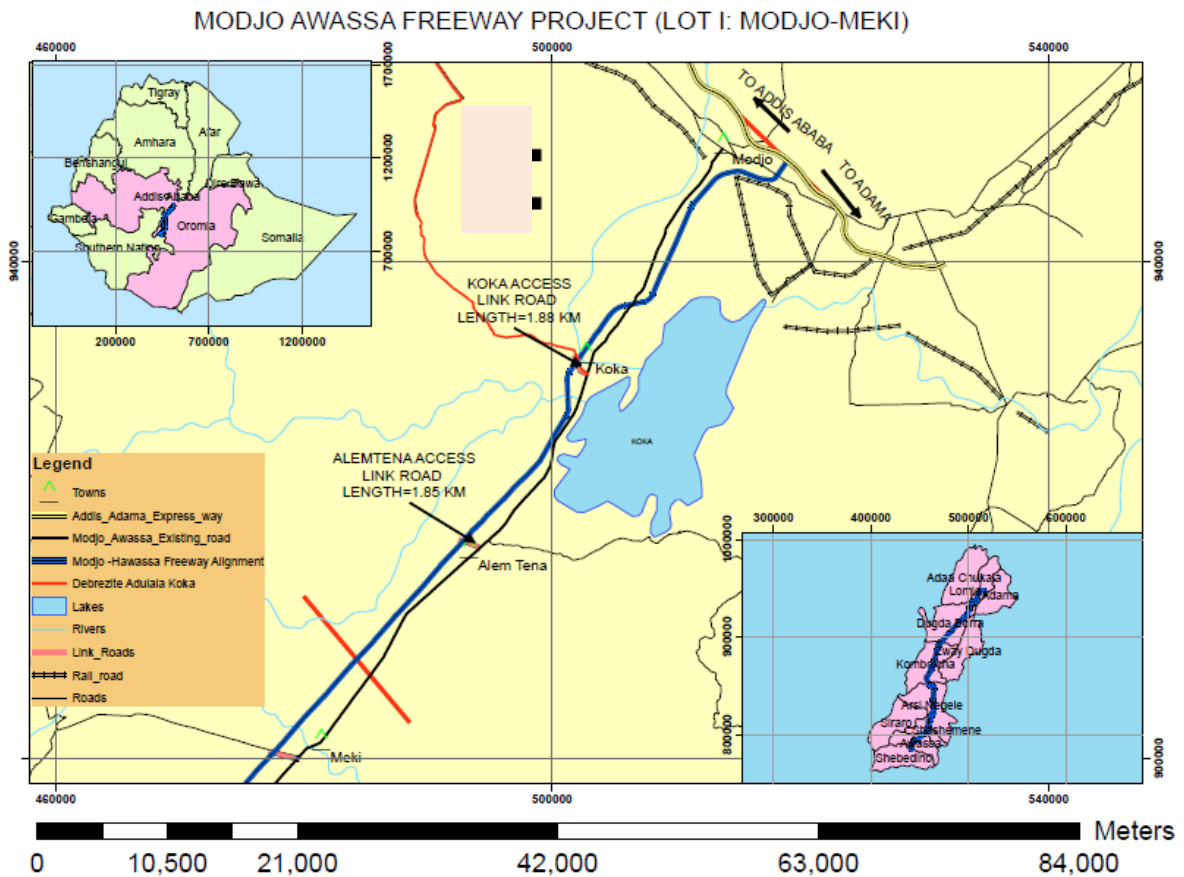 MODJO AWASSA FREEWAY PROJECT (LOT I: MODJO-MEKI)
460000
500000
540000
1700000
1200000
700000
940000
940000
Tigray
Afar
Amhara
Benshangul
Dire Dawa
Addis Ababa
Gambela
Oromia
Somalia
Southern Nation
200000
700000
1200000
TO ADDIS ABABA
TO ADAMA
Modjo
KOKA ACCESS
LINK ROAD
LENGTH=1.88 KM
Koka
KOKA
ALEMTENA ACCESS
LINK ROAD
LENGTH=1.85 KM
Alem Tena
Meki
Legend
Towns
Addis_Adama_Express_way
Modjo_Awassa_Existing_road
Modjo -Hawassa Freeway Alignment
Debrezite Adulala Koka
Lakes
Rivers
Link_Roads
Rail_road
Roads
300000
400000
500000
600000
1000000
900000
800000
Adaa Chukala
Lome
Adama
Dugda Borra
Zway Dugda
Kombolcha
Arsi Negele
Siraro
Shashemene
Awassa
Shebedino
900000
460000
500000
540000
Meters
0
10,500
21,000
42,000
63,000
84,000